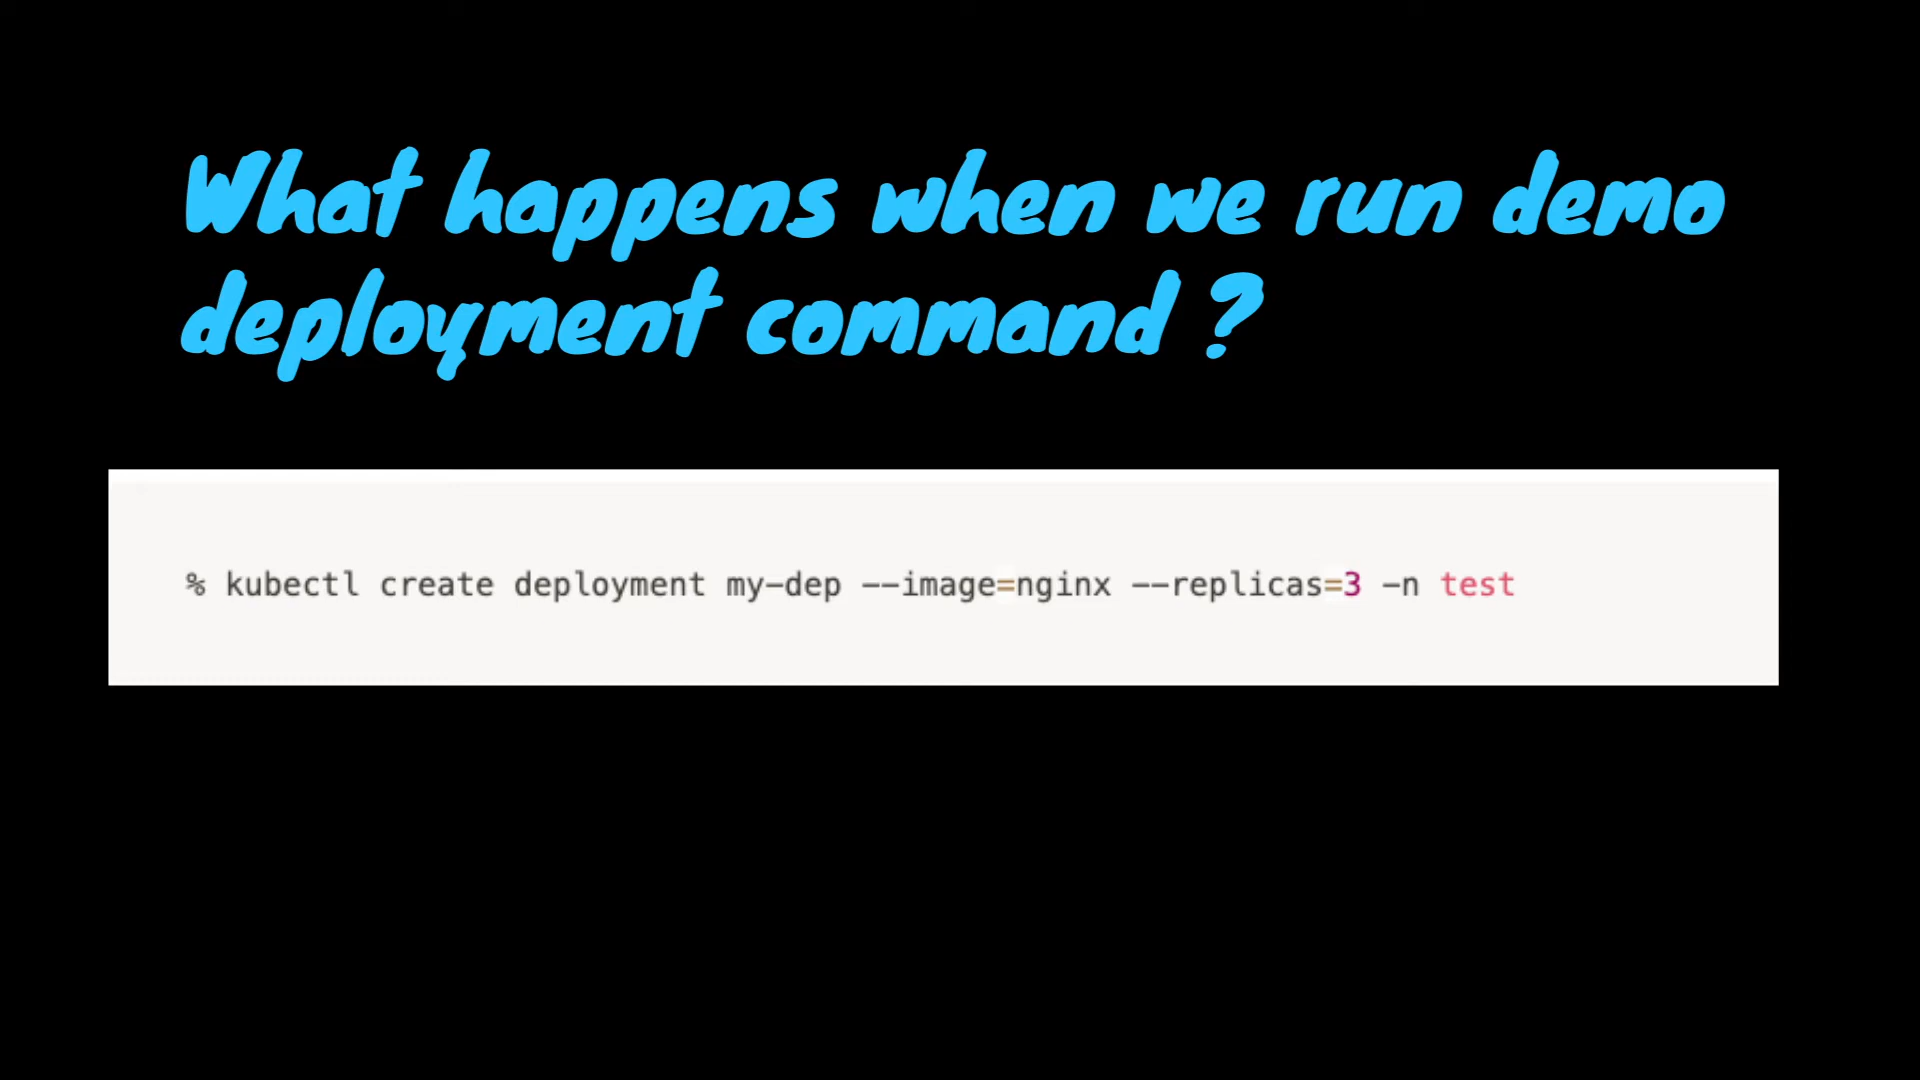 What happens when we run demo
deployment command ?
% kubectl create deployment my-dep --image=nginx --replicas=3 -n test